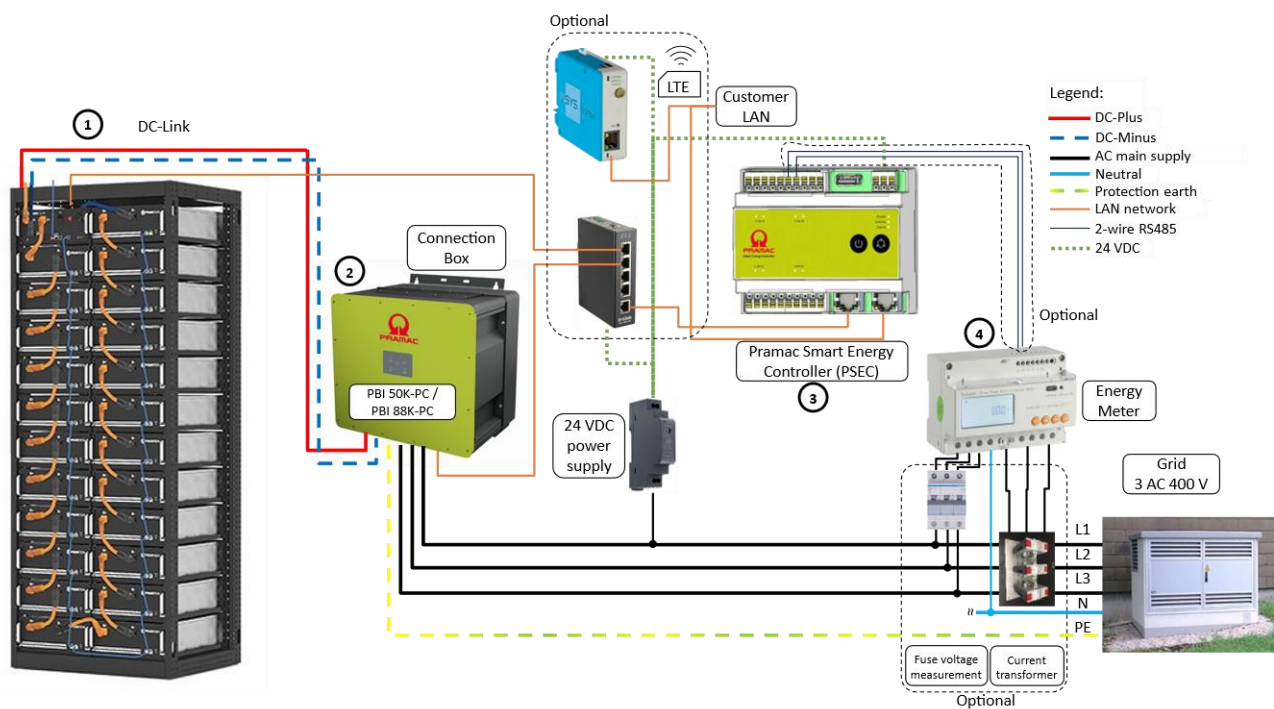 Optional
LTE
Customer
LAN
Legend:
DC-Plus
DC-Minus
AC main supply
Neutral
Protection earth
LAN network
2-wire RS485
24 VDC
1
DC-Link
2
Connection
Box
PRAMAC
PBI 50K-PC /
PBI 88K-PC
PRAMAC
Pramac Smart Energy
Controller (PSEC)
3
Optional
4
Energy
Meter
24 VDC
power
supply
Grid
3 AC 400 V
L1
L2
L3
N
PE
≈
Fuse voltage
measurement
Current
transformer
Optional